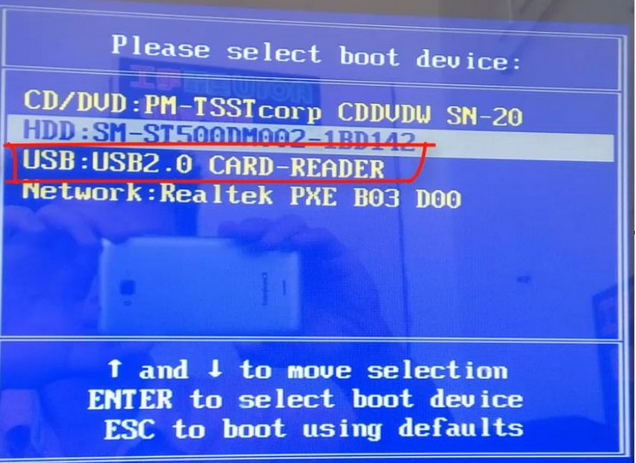 Please select boot device:
CD/DVD:PM-TSSTcorp CDDVDW SN-20
HDD:SM-ST500DM002-1BD142
USB:USB2.0 CARD-READER
Network:Realtek PXE B03 D00
↑ and ↓ to move selection
ENTER to select boot device
ESC to boot using defaults